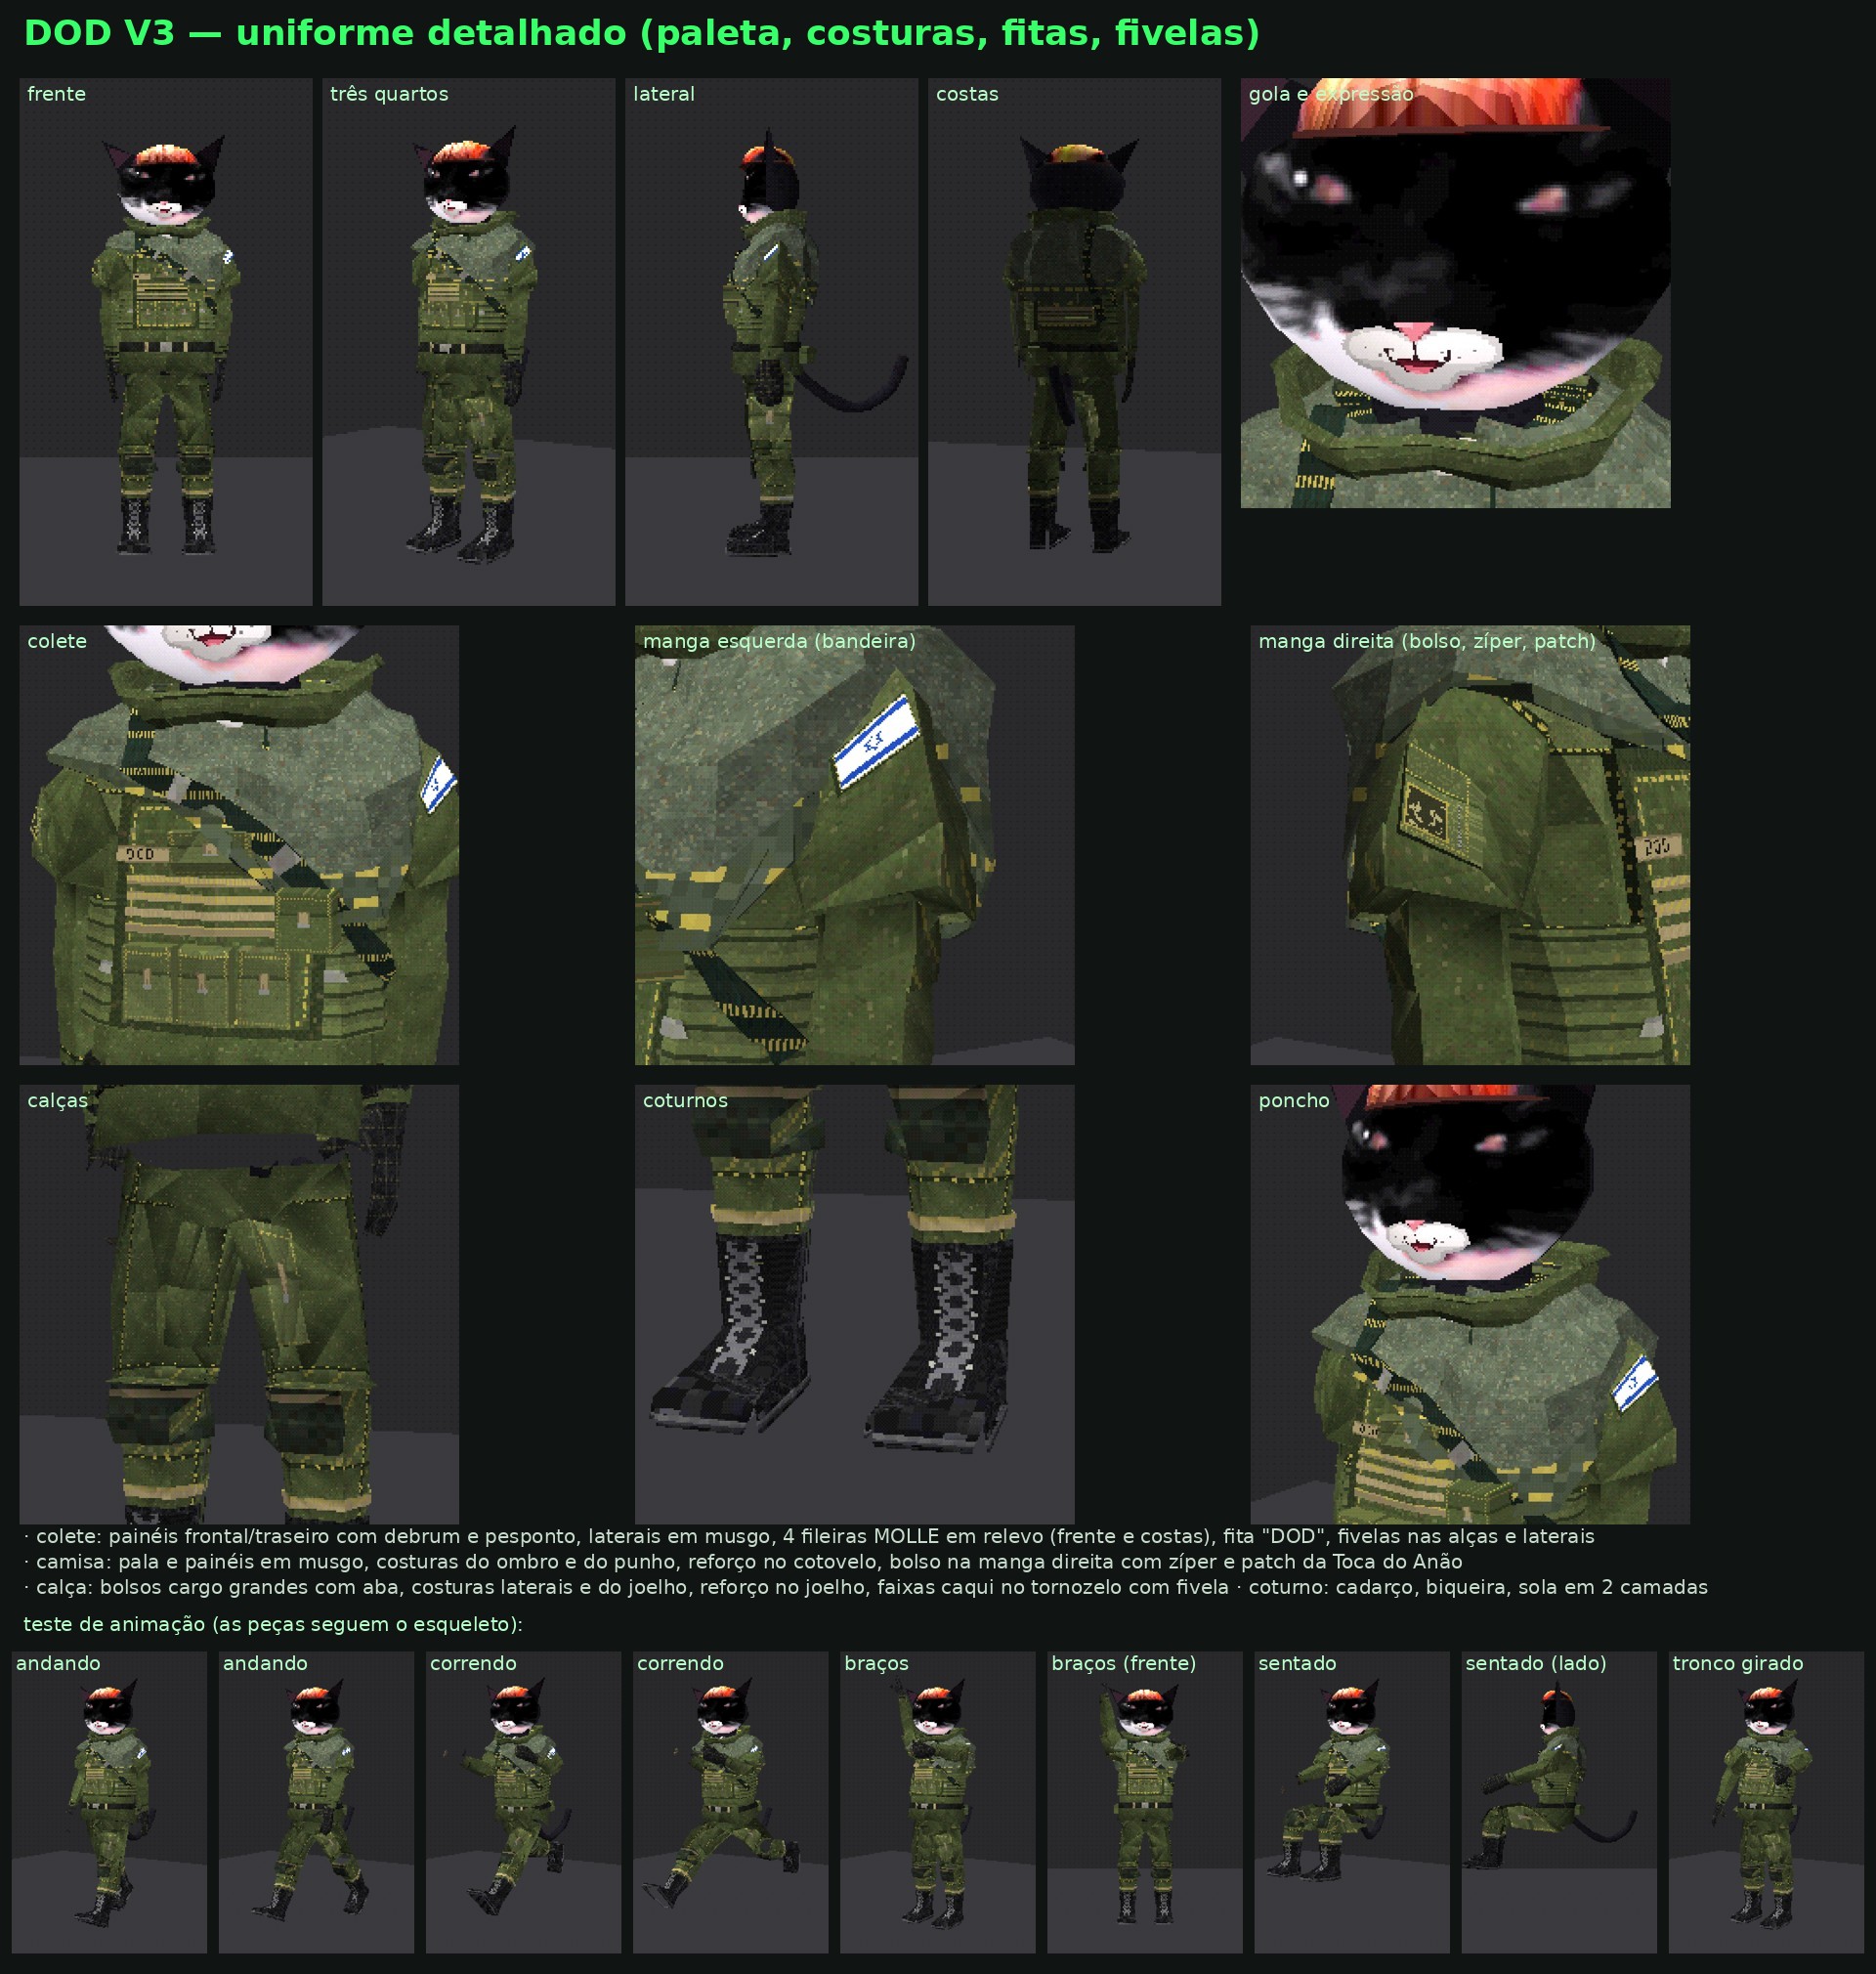 DOD V3 — uniforme detalhado (paleta, costuras, fitas, fivelas)
frente
três quartos
lateral
costas
gola e expressão
colete
manga esquerda (bandeira)
manga direita (bolso, zíper, patch)
DOD
calças
coturnos
poncho
· colete: painéis frontal/traseiro com debrum e pesponto, laterais em musgo, 4 fileiras MOLLE em relevo (frente e costas), fita "DOD", fivelas nas alças e laterais
· camisa: pala e painéis em musgo, costuras do ombro e do punho, reforço no cotovelo, bolso na manga direita com zíper e patch da Toca do Anão
· calça: bolsos cargo grandes com aba, costuras laterais e do joelho, reforço no joelho, faixas caqui no tornozelo com fivela · coturno: cadarço, biqueira, sola em 2 camadas
teste de animação (as peças seguem o esqueleto):
andando
andando
correndo
correndo
braços
braços (frente)
sentado
sentado (lado)
tronco girado